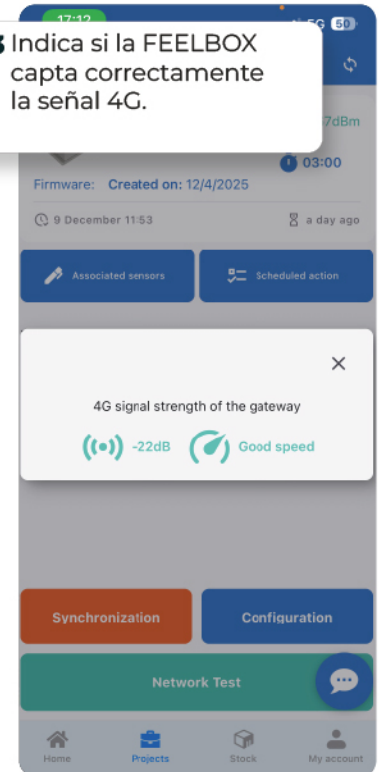 17:12
5G 50
Indica si la FEELBOX
capta correctamente
la señal 4G.
7dBm
03:00
Firmware: Created on: 12/4/2025
9 December 11:53
a day ago
Associated sensors
Scheduled action
4G signal strength of the gateway
-22dB
Good speed
Synchronization
Configuration
Network Test
Home
Projects
Stock
My account